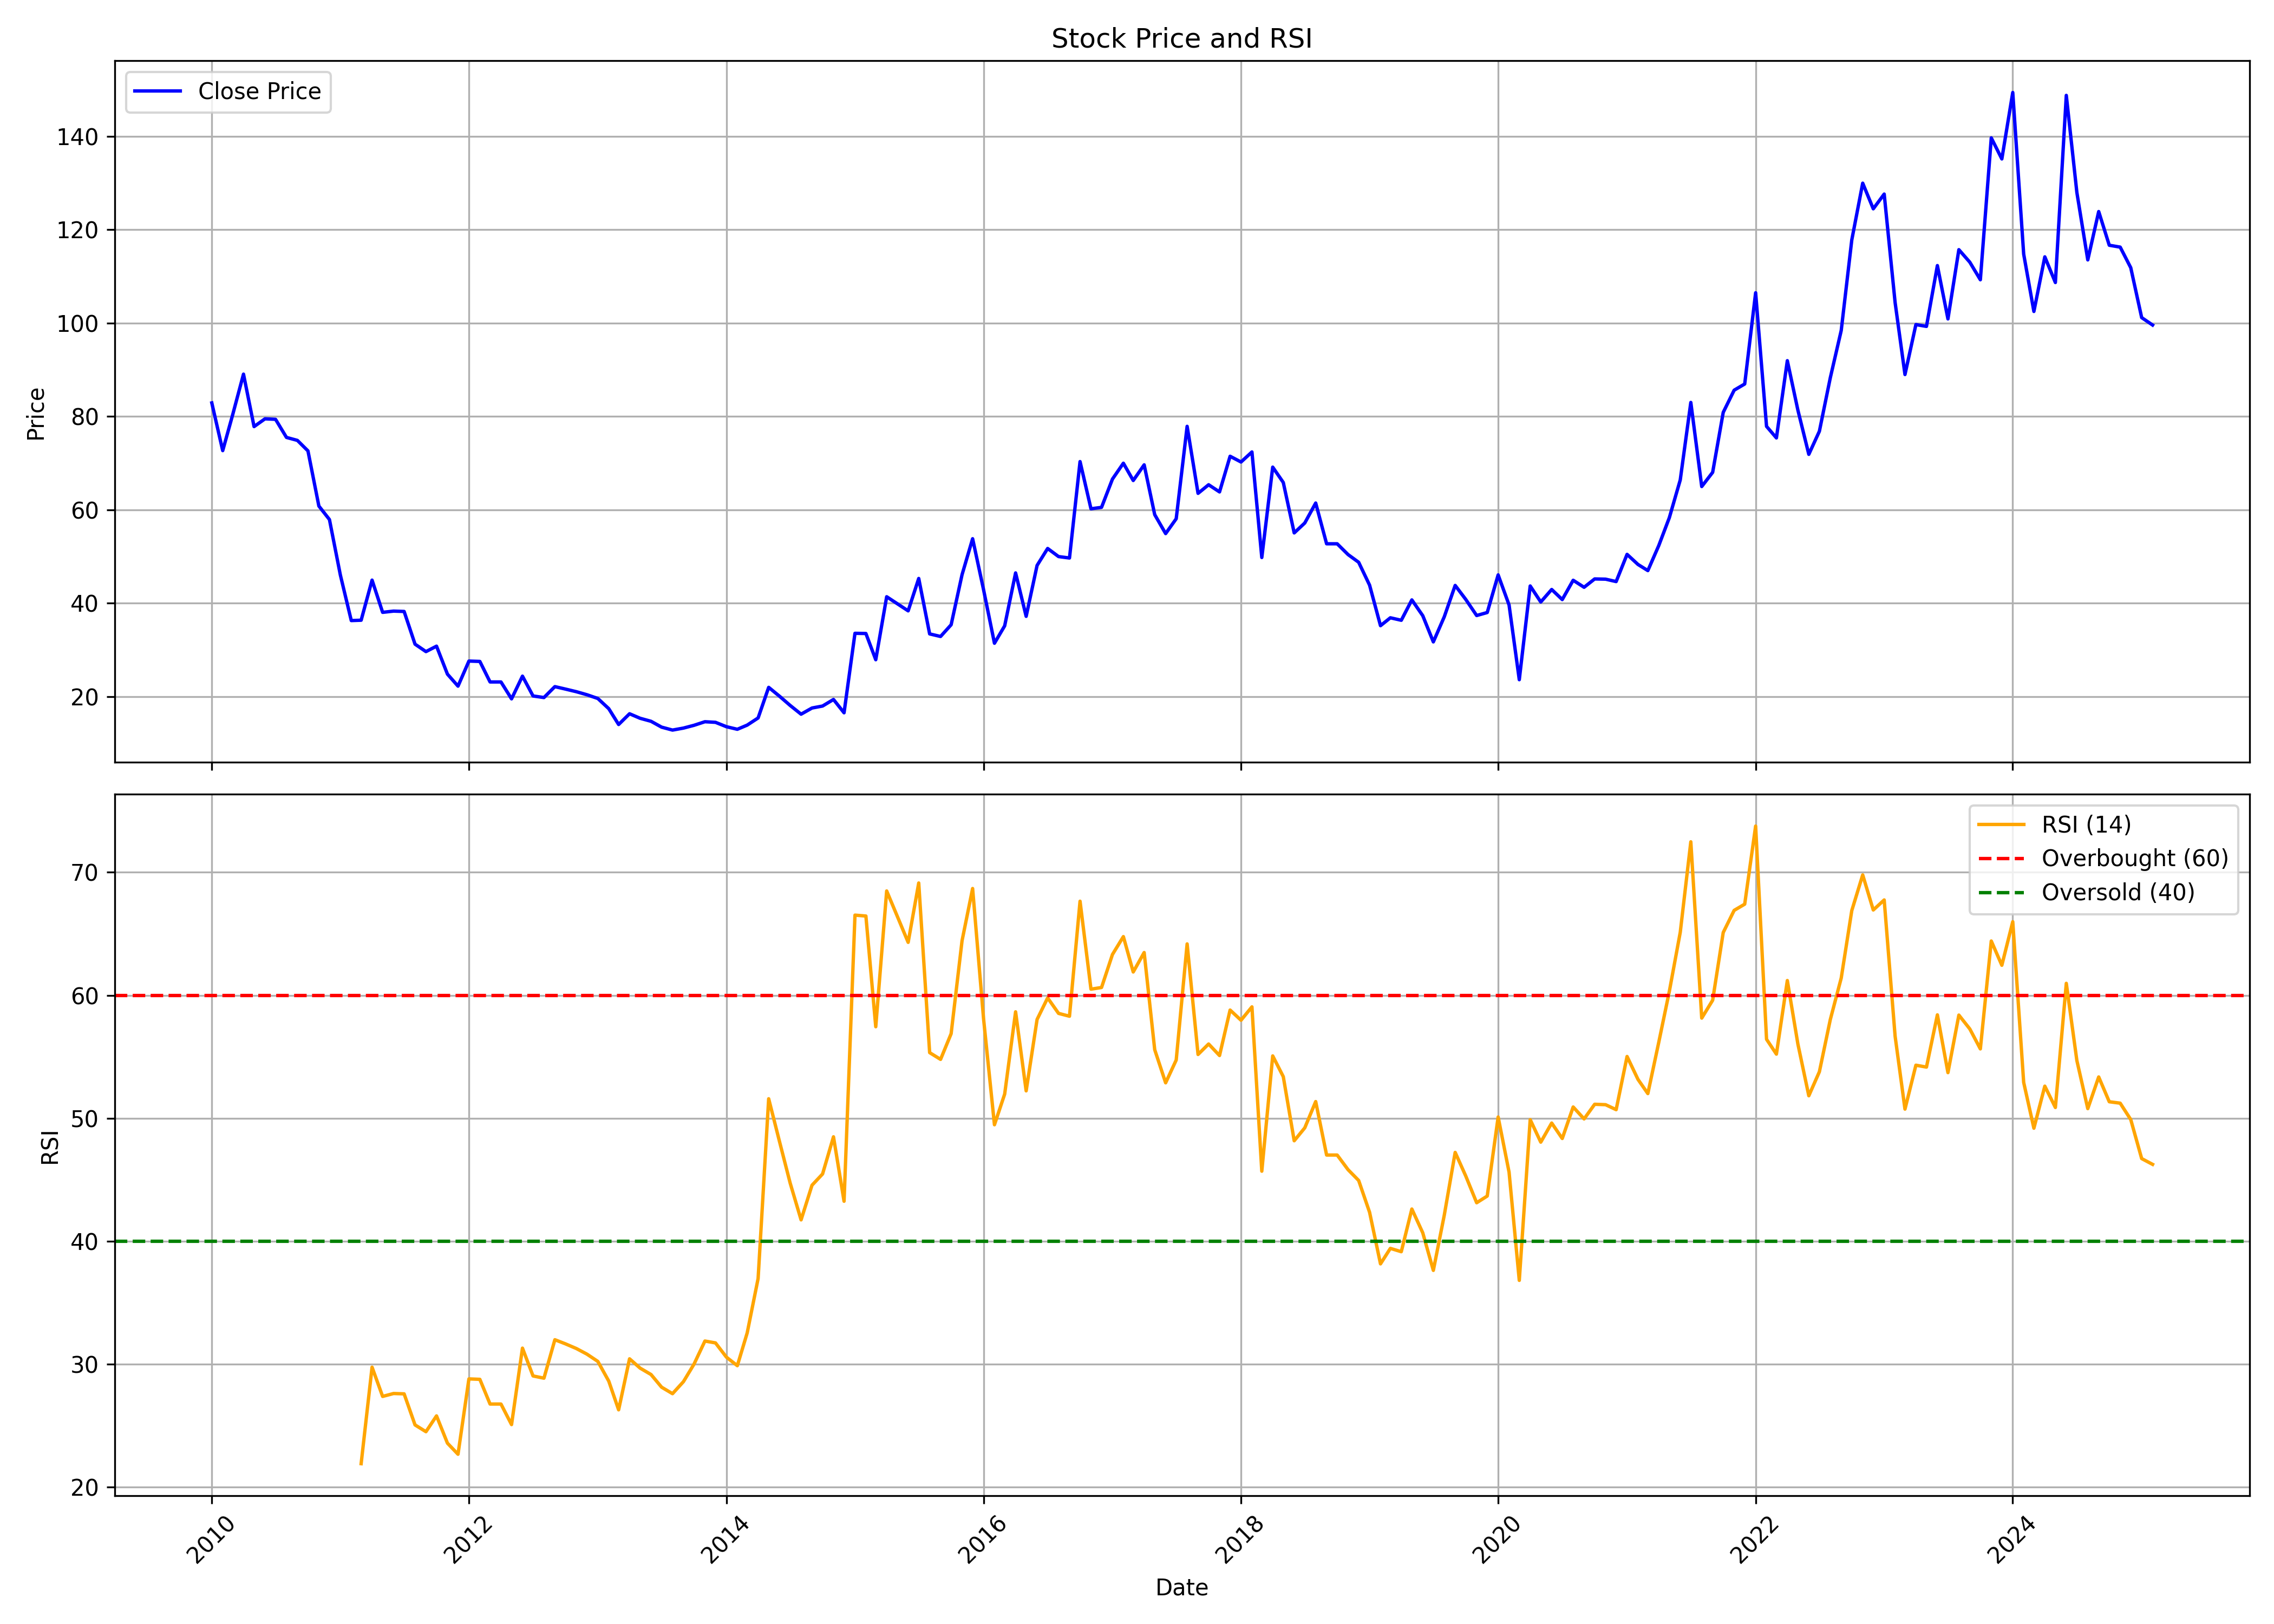 Stock Price and RSI
Close Price
140
120
100
80
60
40
20
Price
RSI (14)
Overbought (60)
Oversold (40)
70
60
50
40
30
20
RSI
2010
2012
2014
2016
2018
2020
2022
2024
Date